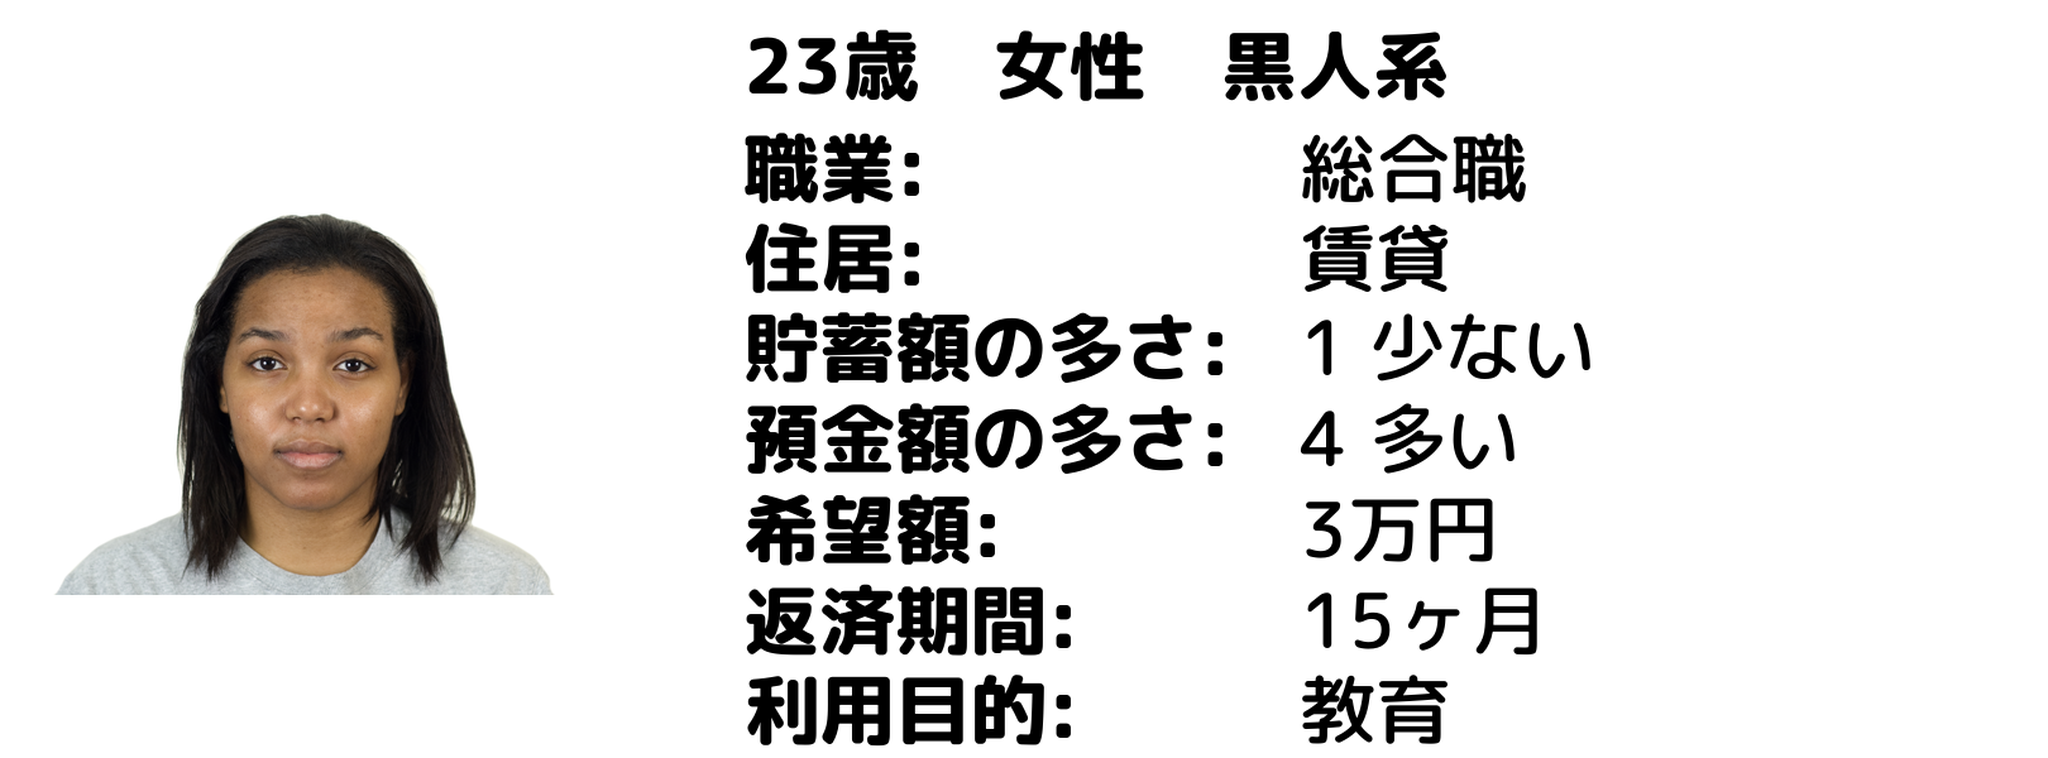 23歳　女性　黒人系
職業: 総合職
住居: 賃貸
貯蓄額の多さ: 1 少ない
預金額の多さ: 4 多い
希望額: 3万円
返済期間: 15ヶ月
利用目的: 教育